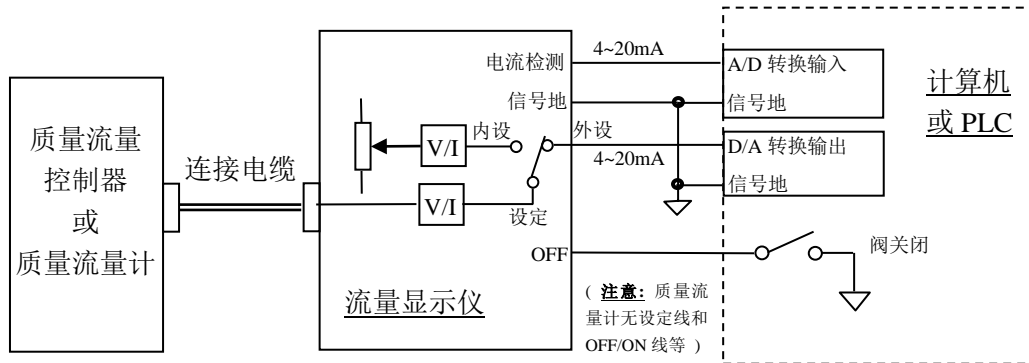 质量流量
控制器
或
质量流量计
连接电缆
电流检测
信号地
V/I
内设
V/I
设定
外设
OFF
流量显示仪
4~20mA
4~20mA
( 注意: 质量流
量计无设定线和
OFF/ON 线等 )
A/D 转换输入
信号地
D/A 转换输出
信号地
计算机
或 PLC
阀关闭